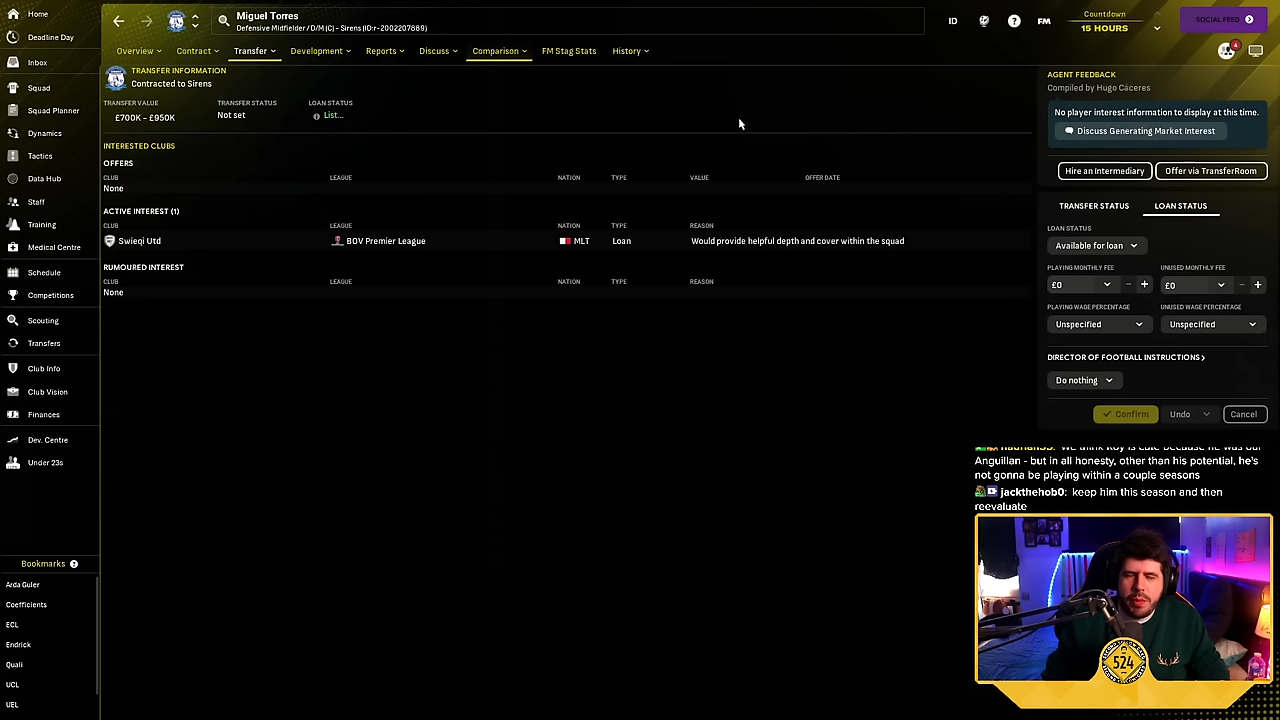 Home
Deadline Day
Inbox
Squad
Squad Planner
Dynamics
Tactics
Data Hub
Staff
Training
Medical Centre
Schedule
Competitions
Scouting
Transfers
Club Info
Club Vision
Finances
Dev. Centre
Under 23s
Bookmarks
Arda Guler
Coefficients
ECL
Endrick
Quali
UCL
UEL
Miguel Torres
Defensive Midfielder / D/M (C) - Sirens (ID:r-2002207889)
ID
FM
Countdown
15 HOURS
SOCIAL FEED
4
Overview Contract Transfer Development Reports Discuss Comparison FM Stag Stats History
TRANSFER INFORMATION
Contracted to Sirens
TRANSFER VALUE TRANSFER STATUS LOAN STATUS
£700K - £950K Not set List...
INTERESTED CLUBS
OFFERS
CLUB LEAGUE NATION TYPE VALUE OFFER DATE
None
ACTIVE INTEREST (1)
CLUB LEAGUE NATION TYPE REASON
Swieqi Utd BOV Premier League MLT Loan Would provide helpful depth and cover within the squad
RUMOURED INTEREST
CLUB LEAGUE NATION TYPE REASON
None
AGENT FEEDBACK
Compiled by Hugo Cáceres
No player interest information to display at this time.
Discuss Generating Market Interest
Hire an Intermediary Offer via TransferRoom
TRANSFER STATUS LOAN STATUS
LOAN STATUS
Available for loan
PLAYING MONTHLY FEE UNUSED MONTHLY FEE
£0 - + £0 - +
PLAYING WAGE PERCENTAGE UNUSED WAGE PERCENTAGE
Unspecified Unspecified
DIRECTOR OF FOOTBALL INSTRUCTIONS >
Do nothing
Confirm Undo Cancel
Anguillan - but in all honesty, other than his potential, he's
not gonna be playing within a couple seasons
jackthehob0: keep him this season and then
reevaluate
524